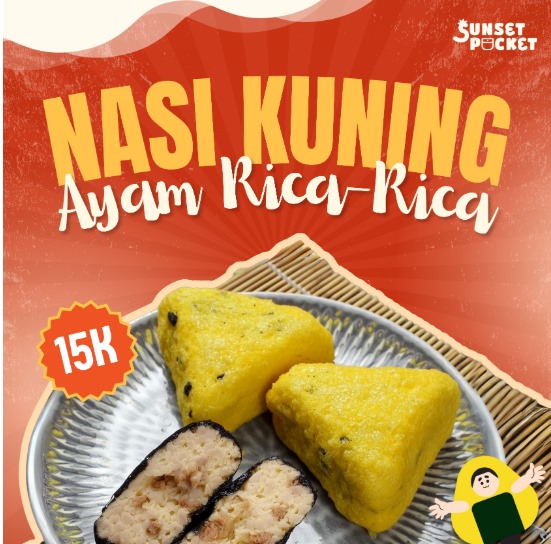 SUNSET
POCKET
NASI KUNING
Ayam Rica-Rica
15K